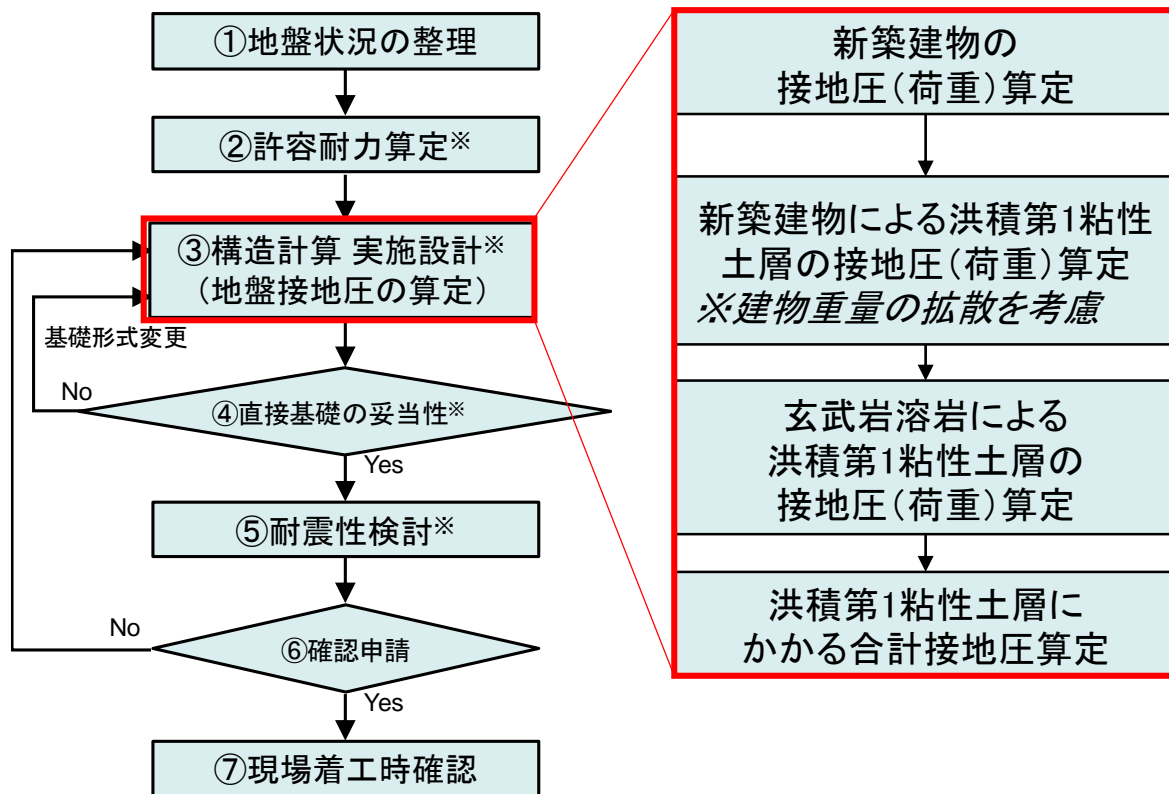 ①地盤状況の整理
②許容耐力算定※
③構造計算 実施設計※
（地盤接地圧の算定）
基礎形式変更
No
④直接基礎の妥当性※
Yes
⑤耐震性検討※
No
⑥確認申請
Yes
⑦現場着工時確認
新築建物の
接地圧（荷重）算定
新築建物による洪積第1粘性
土層の接地圧（荷重）算定
※建物重量の拡散を考慮
玄武岩溶岩による
洪積第1粘性土層の
接地圧（荷重）算定
洪積第1粘性土層に
かかる合計接地圧算定